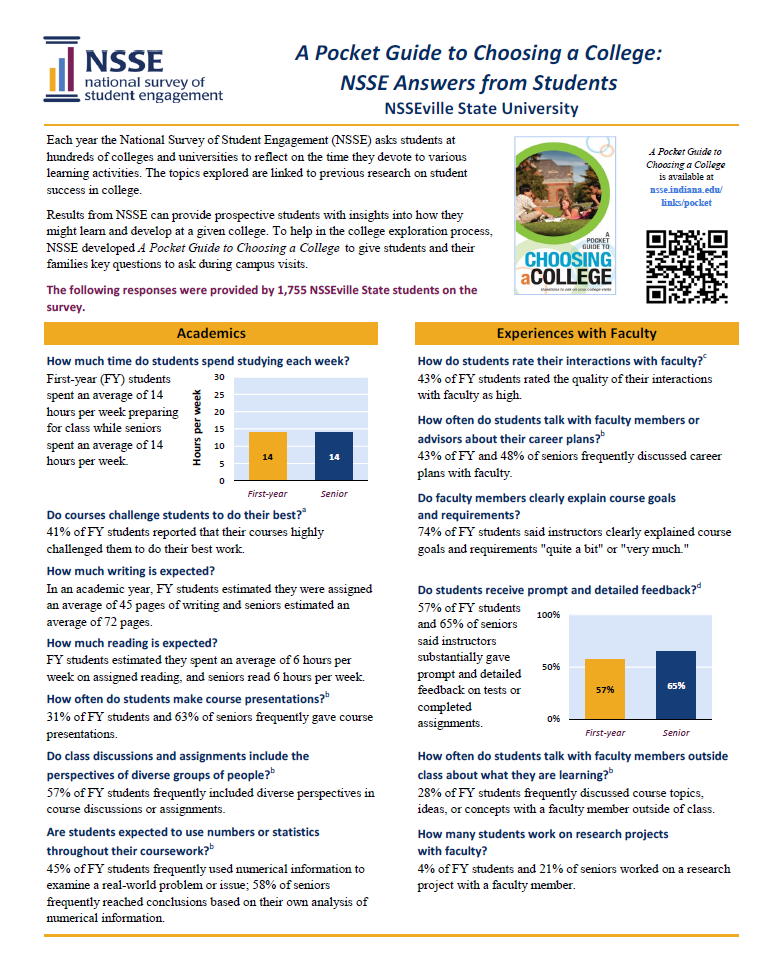 NSSE
national survey of
student engagement
A Pocket Guide to Choosing a College:
NSSE Answers from Students
NSSEville State University
Each year the National Survey of Student Engagement (NSSE) asks students at
hundreds of colleges and universities to reflect on the time they devote to various
learning activities. The topics explored are linked to previous research on student
success in college.
Results from NSSE can provide prospective students with insights into how they
might learn and develop at a given college. To help in the college exploration process,
NSSE developed A Pocket Guide to Choosing a College to give students and their
families key questions to ask during campus visits.
The following responses were provided by 1,755 NSSEville State students on the
survey.
A
POCKET
GUIDE TO
CHOOSING
aCOLLEGE
Questions to ask on your college visits
A Pocket Guide to
Choosing a College
is available at
nsse.indiana.edu/
links/pocket
Academics
How much time do students spend studying each week?
First-year (FY) students
spent an average of 14
hours per week preparing
for class while seniors
spent an average of 14
hours per week.
Hours per week
30
25
20
15
10
5
0
14
14
First-year
Senior
Do courses challenge students to do their best?a
41% of FY students reported that their courses highly
challenged them to do their best work.
How much writing is expected?
In an academic year, FY students estimated they were assigned
an average of 45 pages of writing and seniors estimated an
average of 72 pages.
How much reading is expected?
FY students estimated they spent an average of 6 hours per
week on assigned reading, and seniors read 6 hours per week.
How often do students make course presentations?b
31% of FY students and 63% of seniors frequently gave course
presentations.
Do class discussions and assignments include the
perspectives of diverse groups of people?b
57% of FY students frequently included diverse perspectives in
course discussions or assignments.
Are students expected to use numbers or statistics
throughout their coursework?b
45% of FY students frequently used numerical information to
examine a real-world problem or issue; 58% of seniors
frequently reached conclusions based on their own analysis of
numerical information.
Experiences with Faculty
How do students rate their interactions with faculty?c
43% of FY students rated the quality of their interactions
with faculty as high.
How often do students talk with faculty members or
advisors about their career plans?b
43% of FY and 48% of seniors frequently discussed career
plans with faculty.
Do faculty members clearly explain course goals
and requirements?
74% of FY students said instructors clearly explained course
goals and requirements "quite a bit" or "very much."
Do students receive prompt and detailed feedback?d
57% of FY students
and 65% of seniors
said instructors
substantially gave
prompt and detailed
feedback on tests or
completed
assignments.
100%
50%
0%
57%
65%
First-year
Senior
How often do students talk with faculty members outside
class about what they are learning?b
28% of FY students frequently discussed course topics,
ideas, or concepts with a faculty member outside of class.
How many students work on research projects
with faculty?
4% of FY students and 21% of seniors worked on a research
project with a faculty member.